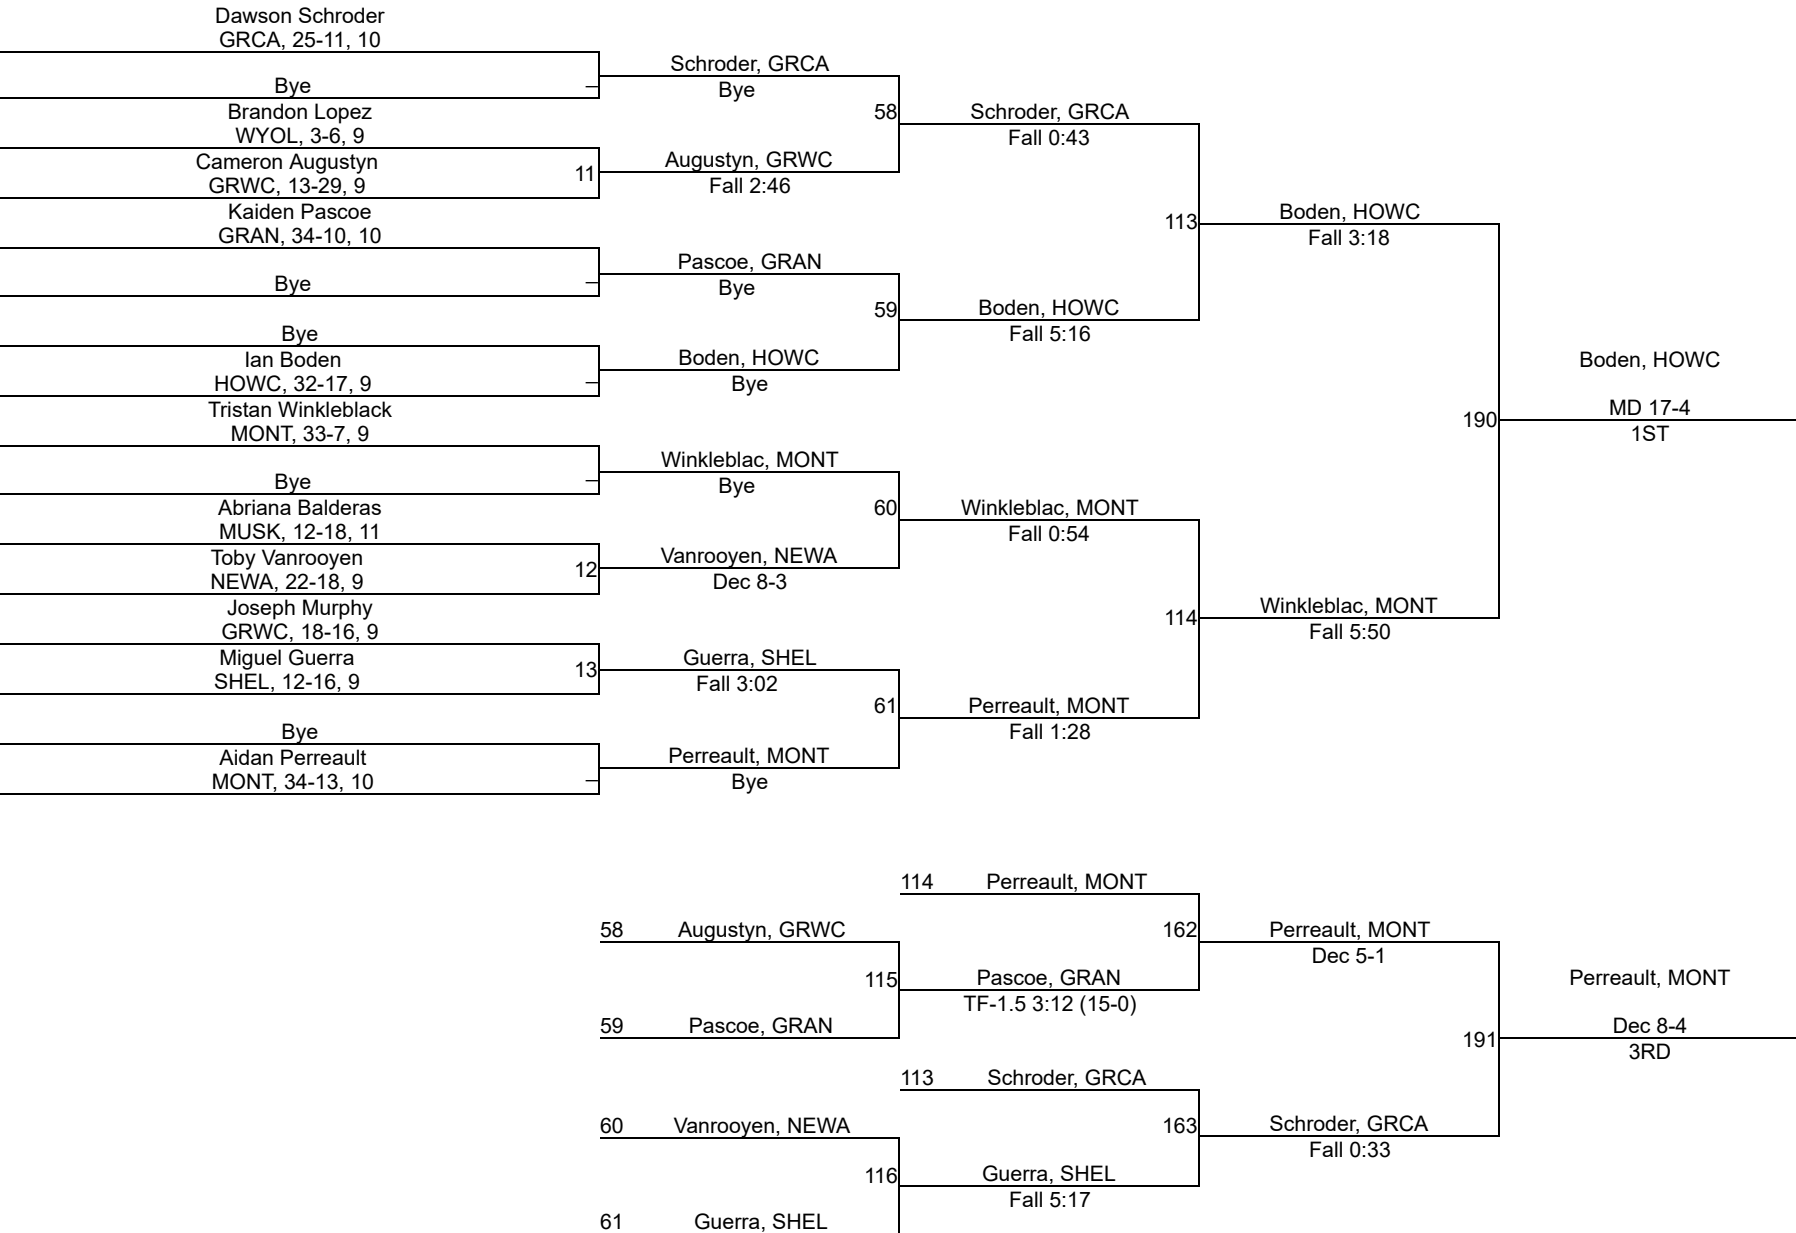 Dawson Schroder
GRCA, 25-11, 10
Bye
Brandon Lopez
WYOL, 3-6, 9
Cameron Augustyn
GRWC, 13-29, 9
Kaiden Pascoe
GRAN, 34-10, 10
Bye
Bye
Ian Boden
HOWC, 32-17, 9
Tristan Winkleblack
MONT, 33-7, 9
Bye
Abriana Balderas
MUSK, 12-18, 11
Toby Vanrooyen
NEWA, 22-18, 9
Joseph Murphy
GRWC, 18-16, 9
Miguel Guerra
SHEL, 12-16, 9
Bye
Aidan Perreault
MONT, 34-13, 10
11
12
13
Schroder, GRCA
Bye
Augustyn, GRWC
Fall 2:46
Pascoe, GRAN
Bye
Boden, HOWC
Bye
Winkleblac, MONT
Bye
Vanrooyen, NEWA
Dec 8-3
Guerra, SHEL
Fall 3:02
Perreault, MONT
Bye
58
59
60
61
Schroder, GRCA
Fall 0:43
Boden, HOWC
Fall 5:16
Winkleblac, MONT
Fall 0:54
Perreault, MONT
Fall 1:28
113
114
Boden, HOWC
Fall 3:18
Winkleblac, MONT
Fall 5:50
190
Boden, HOWC
MD 17-4
1ST
58 Augustyn, GRWC
59 Pascoe, GRAN
60 Vanrooyen, NEWA
61 Guerra, SHEL
115
116
114 Perreault, MONT
Pascoe, GRAN
TF-1.5 3:12 (15-0)
113 Schroder, GRCA
Guerra, SHEL
Fall 5:17
162
163
Perreault, MONT
Dec 5-1
Schroder, GRCA
Fall 0:33
191
Perreault, MONT
Dec 8-4
3RD